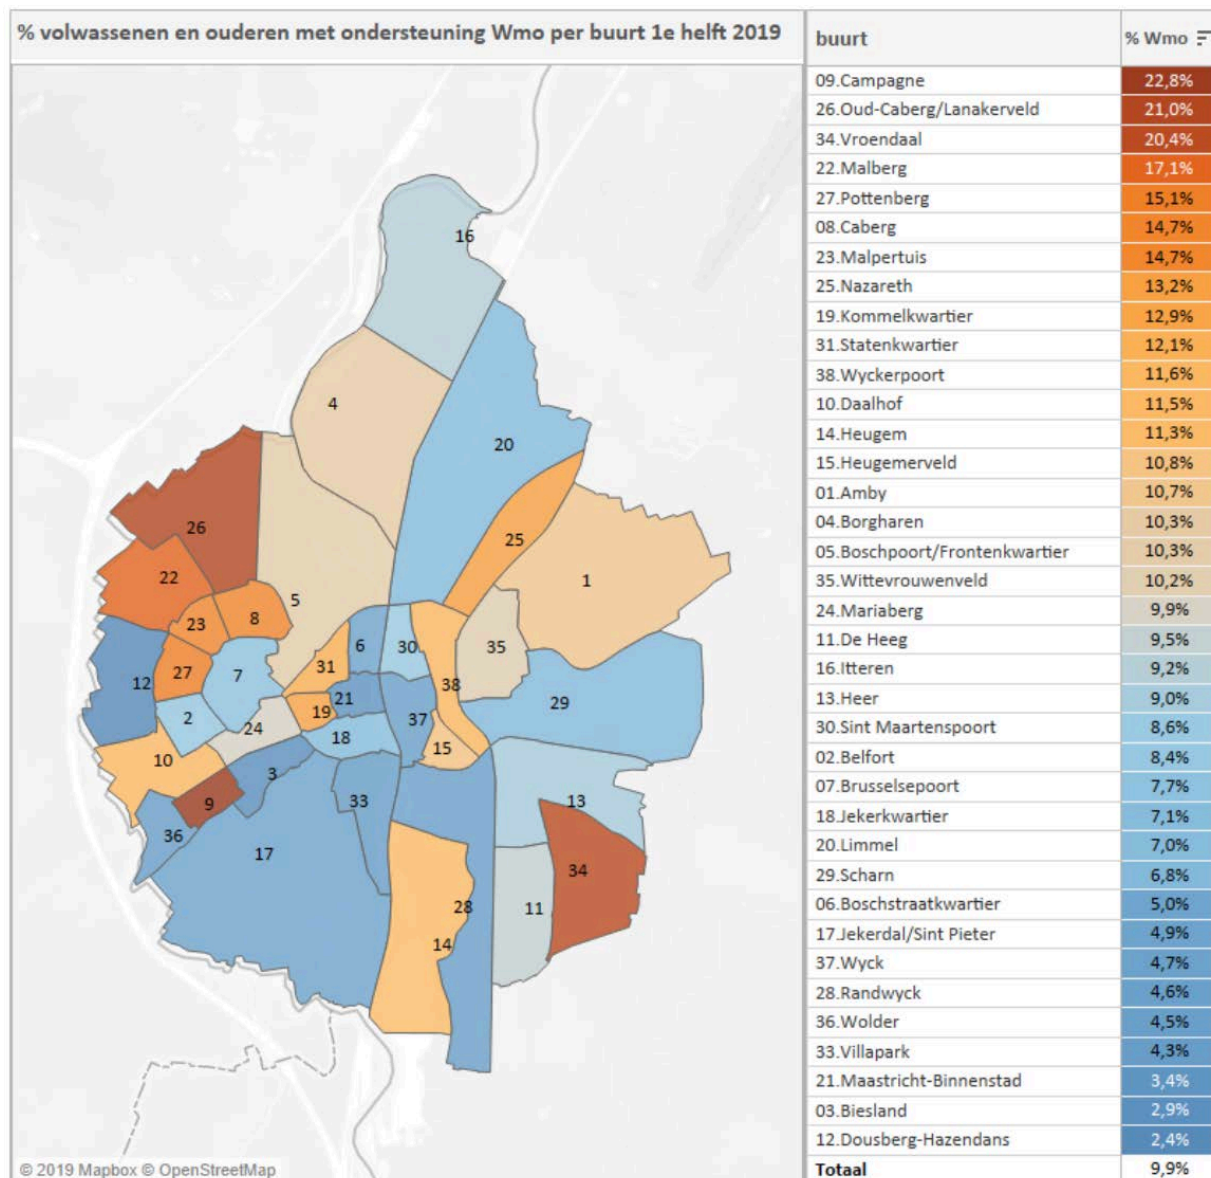 % volwassenen en ouderen met ondersteuning Wmo per buurt 1e helft 2019
16
4
20
26
25
22
1
5
8
23
6
30
35
31
7
27
12
38
21
29
2
19
37
24
18
15
10
3
9
33
13
36
17
34
28
11
14
© 2019 Mapbox © OpenStreetMap
buurt % Wmo
09.Campagne 22,8%
26.Oud-Caberg/Lanakerveld 21,0%
34.Vroendaal 20,4%
22.Malberg 17,1%
27.Pottenberg 15,1%
08.Caberg 14,7%
23.Malpertuis 14,7%
25.Nazareth 13,2%
19.Kommelkwartier 12,9%
31.Statenkwartier 12,1%
38.Wyckerpoort 11,6%
10.Daalhof 11,5%
14.Heugem 11,3%
15.Heugemerveld 10,8%
01.Amby 10,7%
04.Borgharen 10,3%
05.Boschpoort/Frontenkwartier 10,3%
35.Wittevrouwenveld 10,2%
24.Mariaberg 9,9%
11.De Heeg 9,5%
16.Itteren 9,2%
13.Heer 9,0%
30.Sint Maartenspoort 8,6%
02.Belfort 8,4%
07.Brusselsepoort 7,7%
18.Jekerkwartier 7,1%
20.Limmel 7,0%
29.Scharn 6,8%
06.Boschstraatkwartier 5,0%
17.Jekerdal/Sint Pieter 4,9%
37.Wyck 4,7%
28.Randwyck 4,6%
36.Wolder 4,5%
33.Villapark 4,3%
21.Maastricht-Binnenstad 3,4%
03.Biesland 2,9%
12.Dousberg-Hazendans 2,4%
Totaal 9,9%